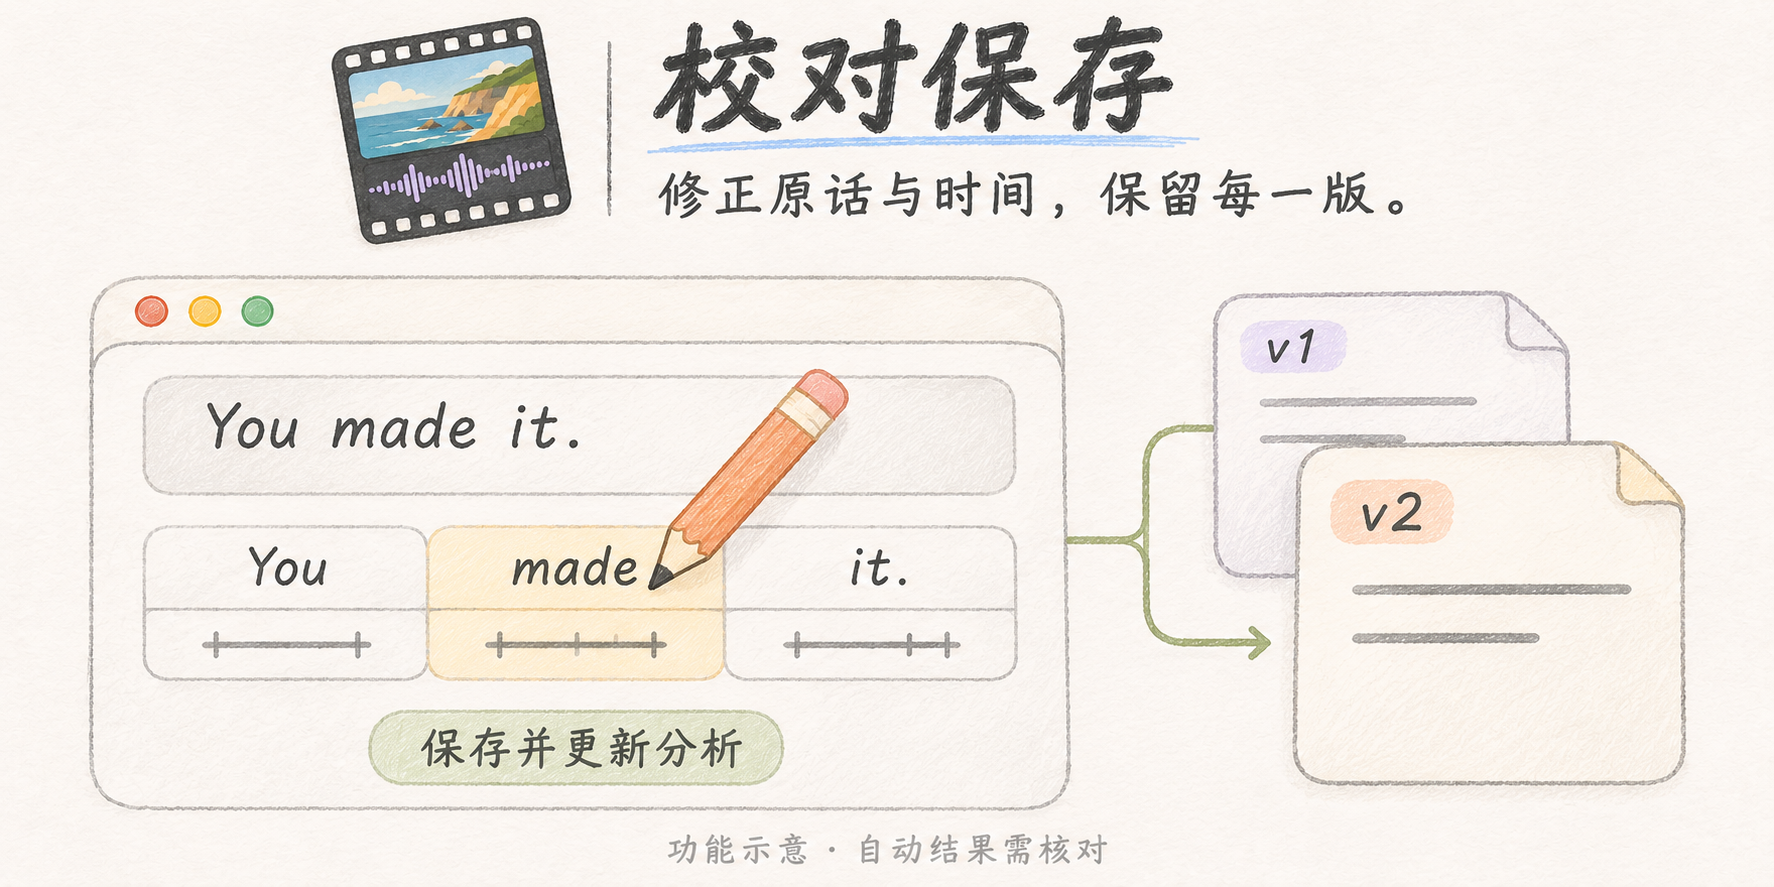 校对保存
修正原话与时间，保留每一版。
You made it.
You made it.
保存并更新分析
v1
v2
功能示意 · 自动结果需核对